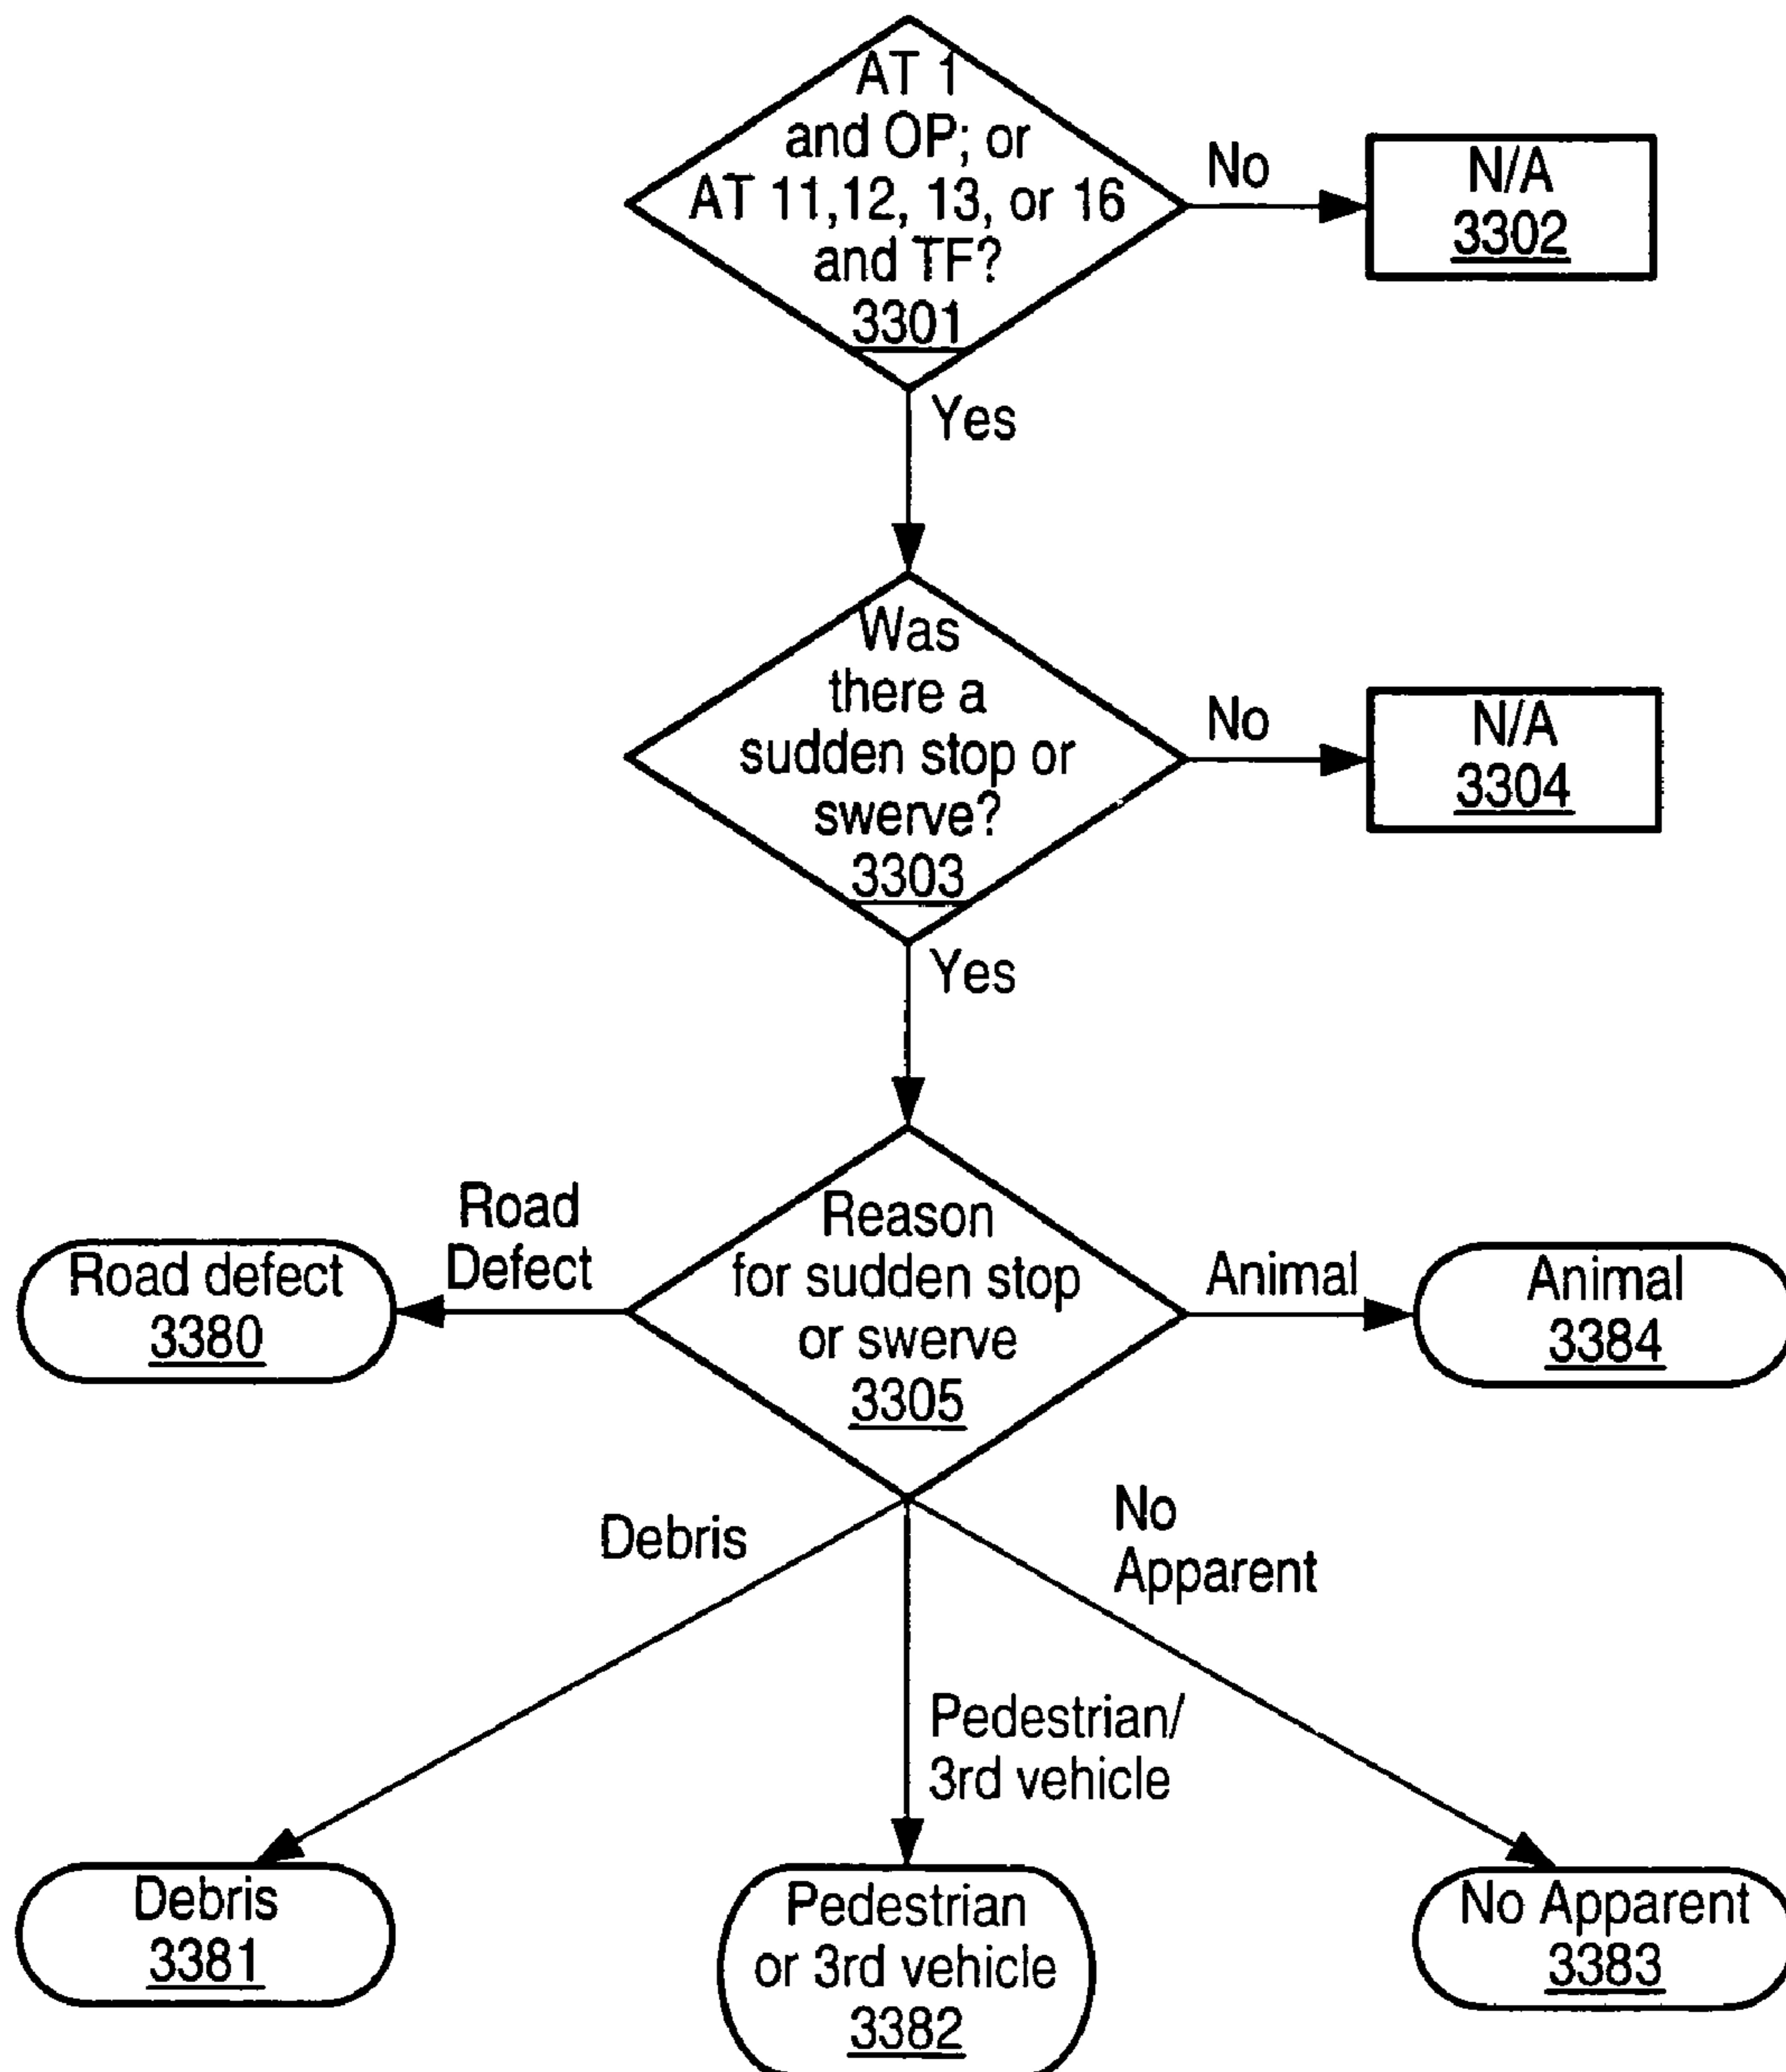 AT 1
and OP; or
AT 11,12, 13, or 16
and TF?
3301
No
N/A
3302
Yes
Was
there a
sudden stop or
swerve?
3303
No
N/A
3304
Yes
Reason
for sudden stop
or swerve
3305
Road
Defect
Road defect
3380
Animal
Animal
3384
Debris
No
Apparent
Pedestrian/
3rd vehicle
Debris
3381
Pedestrian
or 3rd vehicle
3382
No Apparent
3383